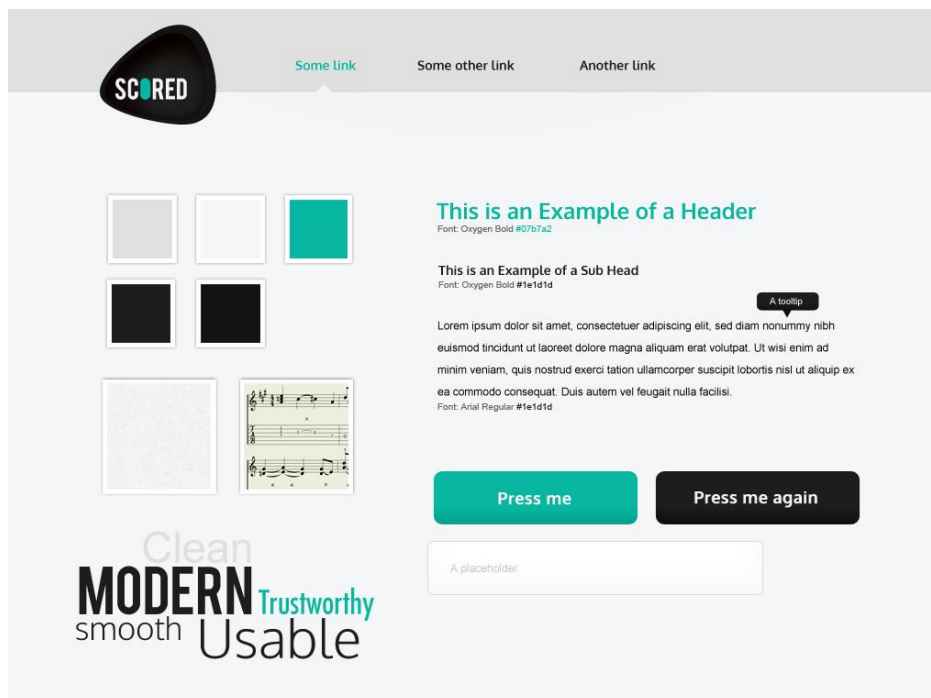 SCORED
Some link
Some other link
Another link
This is an Example of a Header
Font: Oxygen Bold #07b7a2
This is an Example of a Sub Head
Font: Oxygen Bold #1e1d1d
A tooltip
Lorem ipsum dolor sit amet, consectetuer adipiscing elit, sed diam nonummy nibh
euismod tincidunt ut laoreet dolore magna aliquam erat volutpat. Ut wisi enim ad
minim veniam, quis nostrud exerci tation ullamcorper suscipit lobortis nisl ut aliquip ex
ea commodo consequat. Duis autem vel feugait nulla facilisi.
Font: Arial Regular #1e1d1d
Press me
Press me again
A placeholder
Clean
MODERN
Trustworthy
smooth
Usable